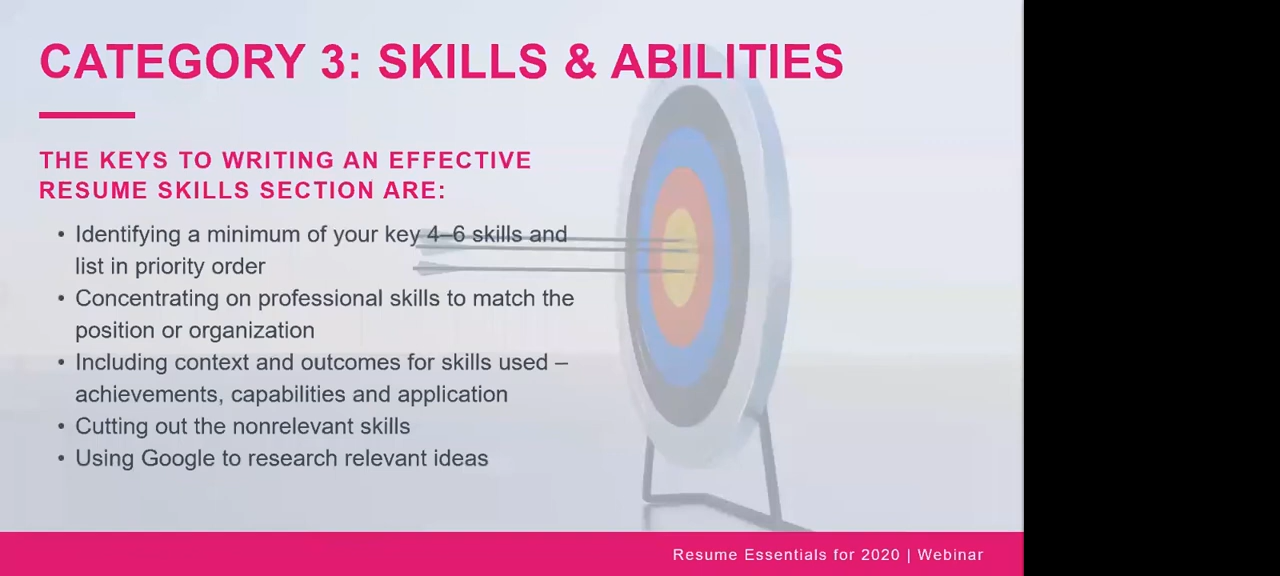 CATEGORY 3: SKILLS & ABILITIES
THE KEYS TO WRITING AN EFFECTIVE
RESUME SKILLS SECTION ARE:
• Identifying a minimum of your key 4–6 skills and
list in priority order
• Concentrating on professional skills to match the
position or organization
• Including context and outcomes for skills used –
achievements, capabilities and application
• Cutting out the nonrelevant skills
• Using Google to research relevant ideas
Resume Essentials for 2020 | Webinar